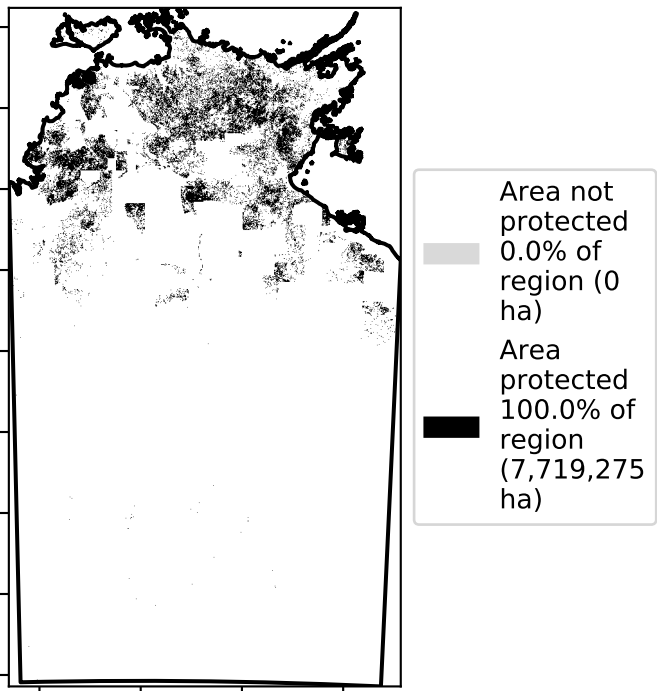 Area not
protected
0.0% of
region (0
ha)
Area
protected
100.0% of
region
(7,719,275
ha)